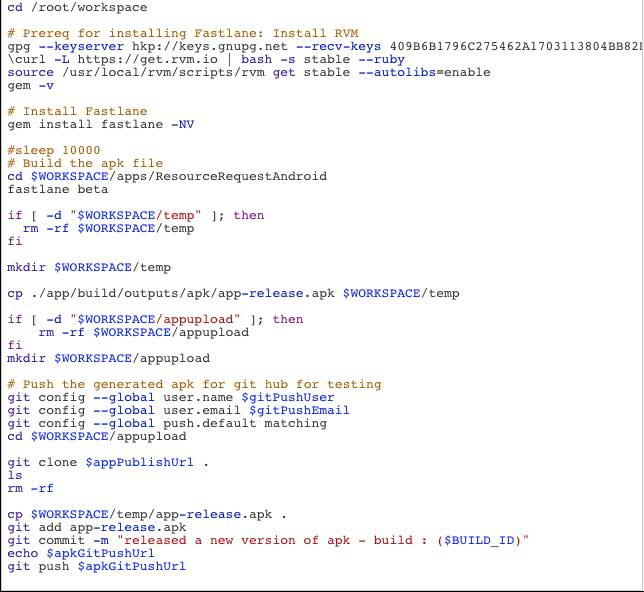 cd /root/workspace
# Prereq for installing Fastlane: Install RVM
gpg --keyserver hkp://keys.gnupg.net --recv-keys 409B6B1796C275462A1703113804BB82
\curl -L https://get.rvm.io | bash -s stable --ruby
source /usr/local/rvm/scripts/rvm get stable --autolibs=enable
gem -v
# Install Fastlane
gem install fastlane -NV
#sleep 10000
# Build the apk file
cd $WORKSPACE/apps/ResourceRequestAndroid
fastlane beta
if [ -d "$WORKSPACE/temp" ]; then
  rm -rf $WORKSPACE/temp
fi
mkdir $WORKSPACE/temp
cp ./app/build/outputs/apk/app-release.apk $WORKSPACE/temp
if [ -d "$WORKSPACE/appupload" ]; then
    rm -rf $WORKSPACE/appupload
fi
mkdir $WORKSPACE/appupload
# Push the generated apk for git hub for testing
git config --global user.name $gitPushUser
git config --global user.email $gitPushEmail
git config --global push.default matching
cd $WORKSPACE/appupload
git clone $appPublishUrl .
ls
rm -rf
cp $WORKSPACE/temp/app-release.apk .
git add app-release.apk
git commit -m "released a new version of apk - build : ($BUILD_ID)"
echo $apkGitPushUrl
git push $apkGitPushUrl